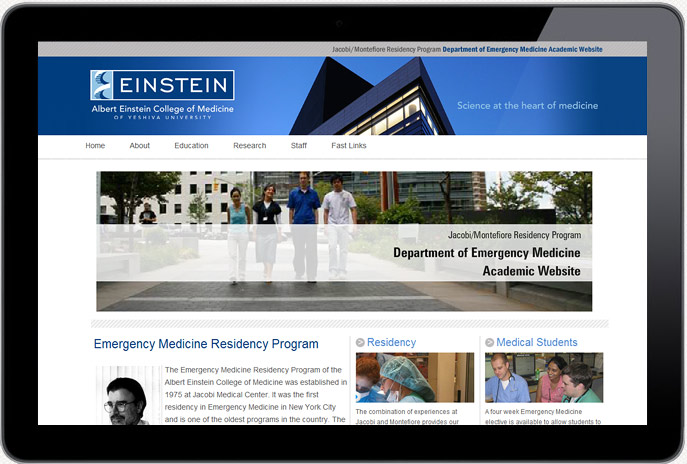 Jacobi/Montefiore Residency Program Department of Emergency Medicine Academic Website
EINSTEIN
Albert Einstein College of Medicine
OF YESHIVA UNIVERSITY
Science at the heart of medicine
Home About Education Research Staff Fast Links
Jacobi/Montefiore Residency Program
Department of Emergency Medicine
Academic Website
Emergency Medicine Residency Program
The Emergency Medicine Residency Program of the
Albert Einstein College of Medicine was established in
1975 at Jacobi Medical Center. It was the first
residency in Emergency Medicine in New York City
and is one of the oldest programs in the country. The
Residency
The combination of experiences at
Jacobi and Montefiore provides our
Medical Students
A four week Emergency Medicine
elective is available to allow students to